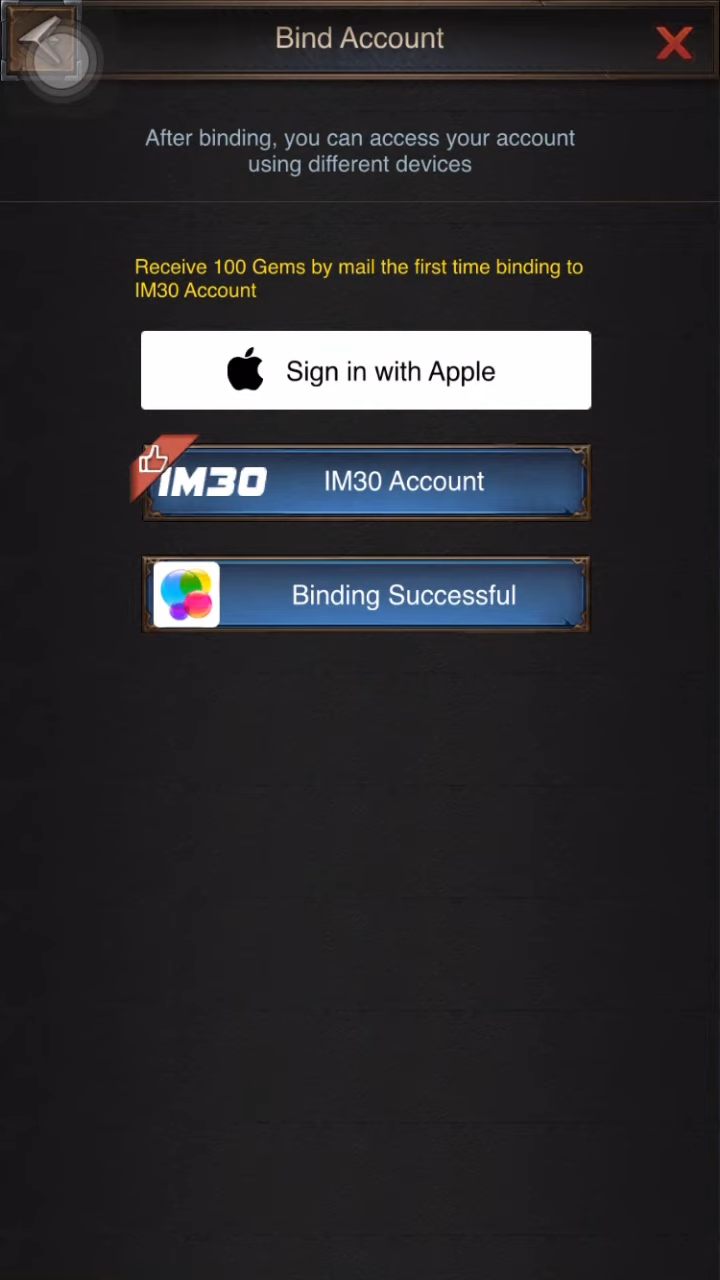 Bind Account
After binding, you can access your account
using different devices
Receive 100 Gems by mail the first time binding to
IM30 Account
Sign in with Apple
IM30 IM30 Account
Binding Successful